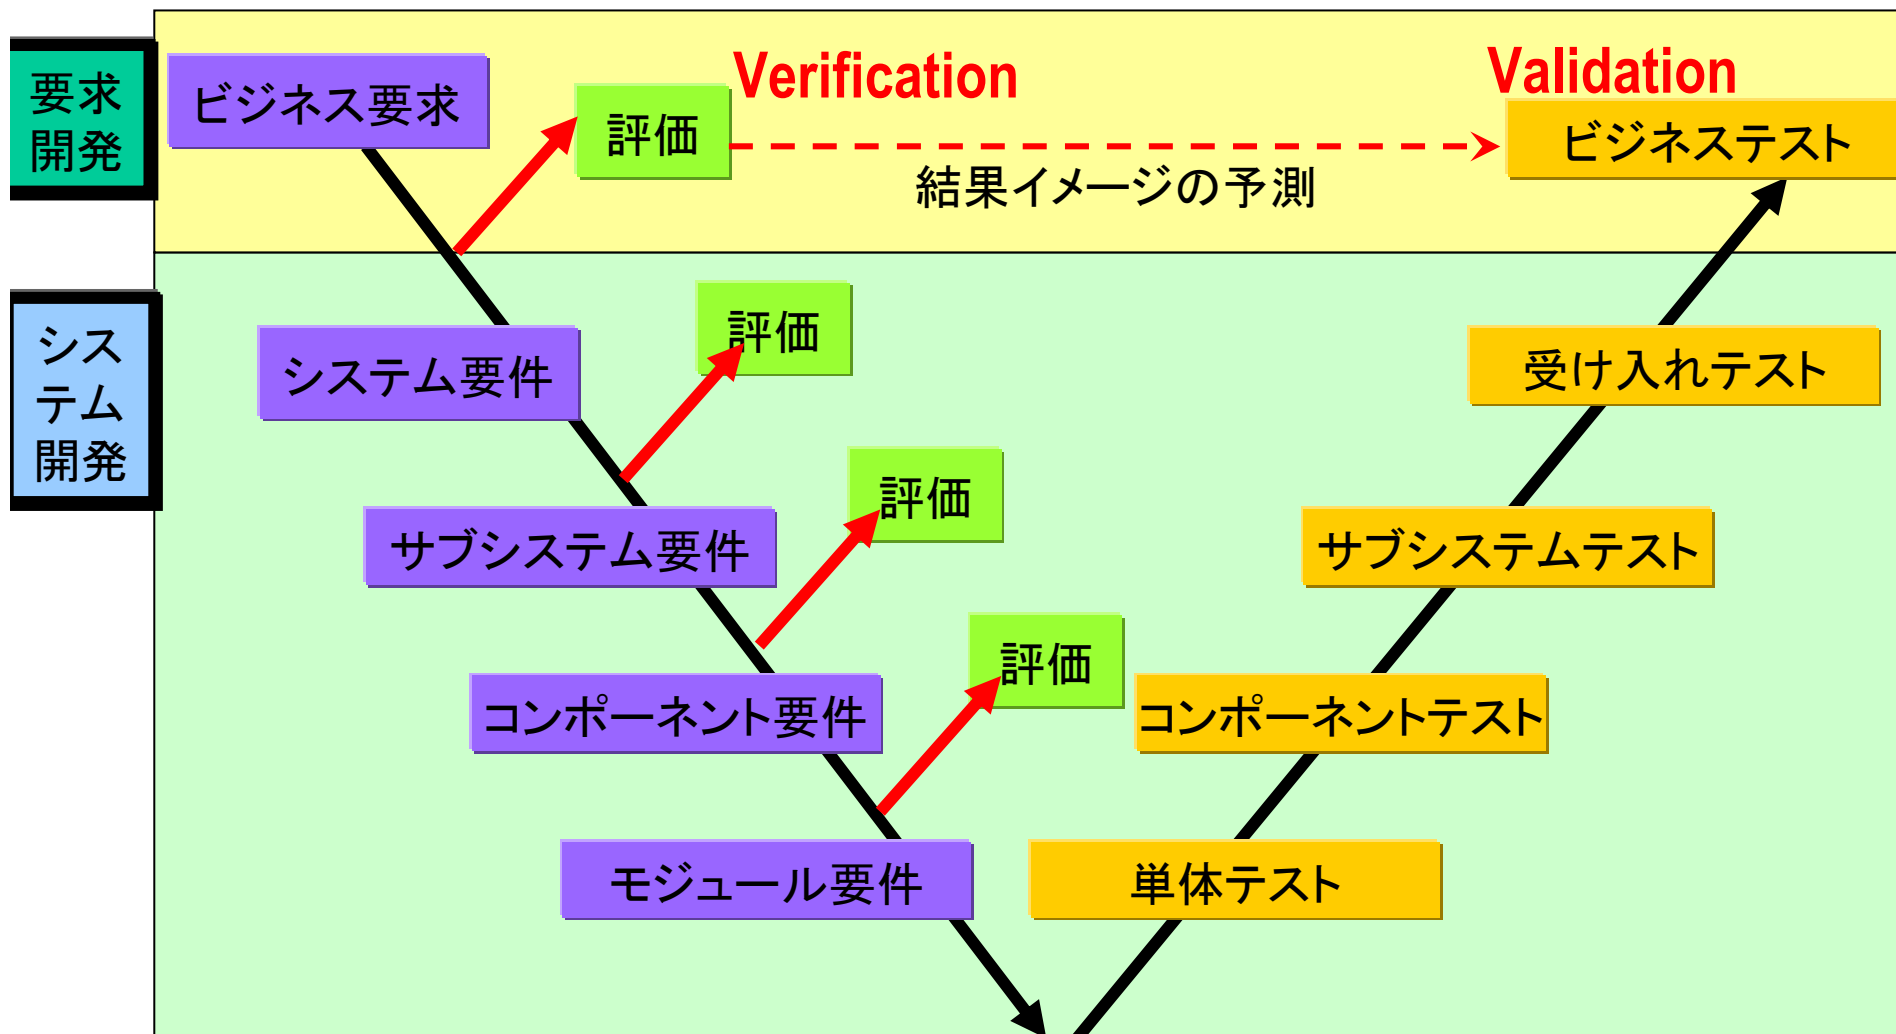 要求
開発
ビジネス要求
評価
Verification
Validation
ビジネステスト
結果イメージの予測
シス
テム
開発
システム要件
評価
受け入れテスト
サブシステム要件
評価
サブシステムテスト
コンポーネント要件
評価
コンポーネントテスト
モジュール要件
単体テスト